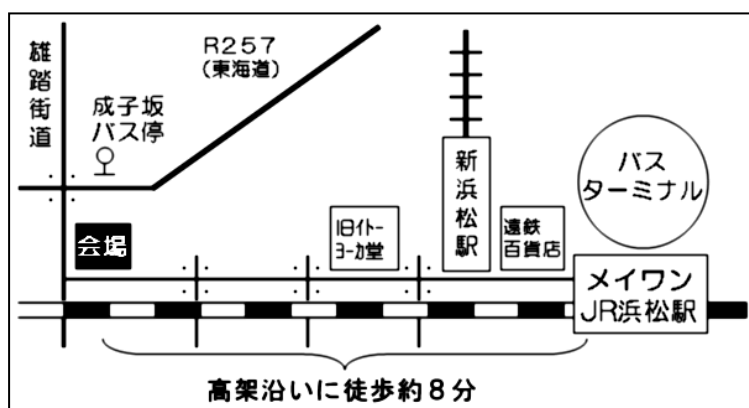 雄踏街道
R257
(東海道)
成子坂
バス停
会場
旧イトー
ヨーカ堂
新浜松駅
遠鉄
百貨店
バス
ターミナル
メイワン
JR浜松駅
高架沿いに徒歩約8分